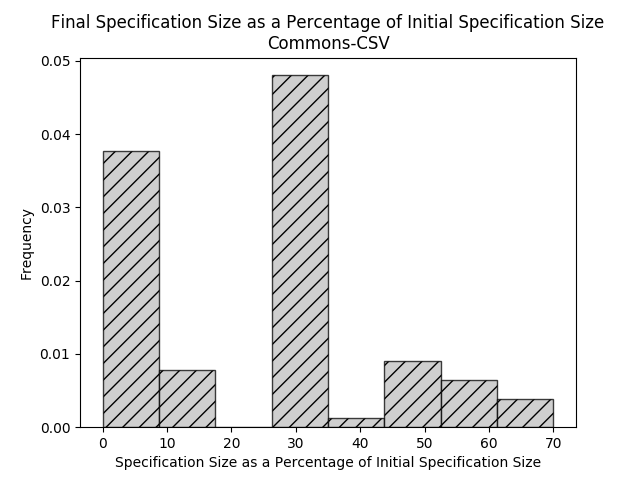 Final Specification Size as a Percentage of Initial Specification Size
Commons-CSV
0.05
0.04
0.03
0.02
0.01
0.00
Frequency
0 10 20 30 40 50 60 70
Specification Size as a Percentage of Initial Specification Size